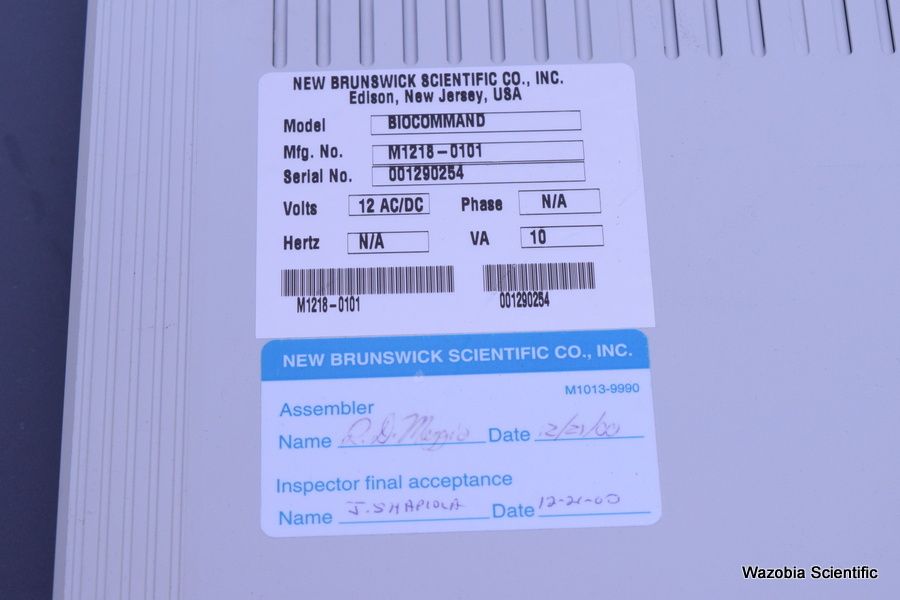 NEW BRUNSWICK SCIENTIFIC CO., INC.
Edison, New Jersey, USA
Model BIOCOMMAND
Mfg. No. M1218-0101
Serial No. 001290254
Volts 12 AC/DC Phase N/A
Hertz N/A VA 10
M1218-0101 001290254
NEW BRUNSWICK SCIENTIFIC CO., INC.
M1013-9990
Assembler
Name R. D. Date 12/21/00
Inspector final acceptance
Name J. Date 12-21-00
Wazobia Scientific